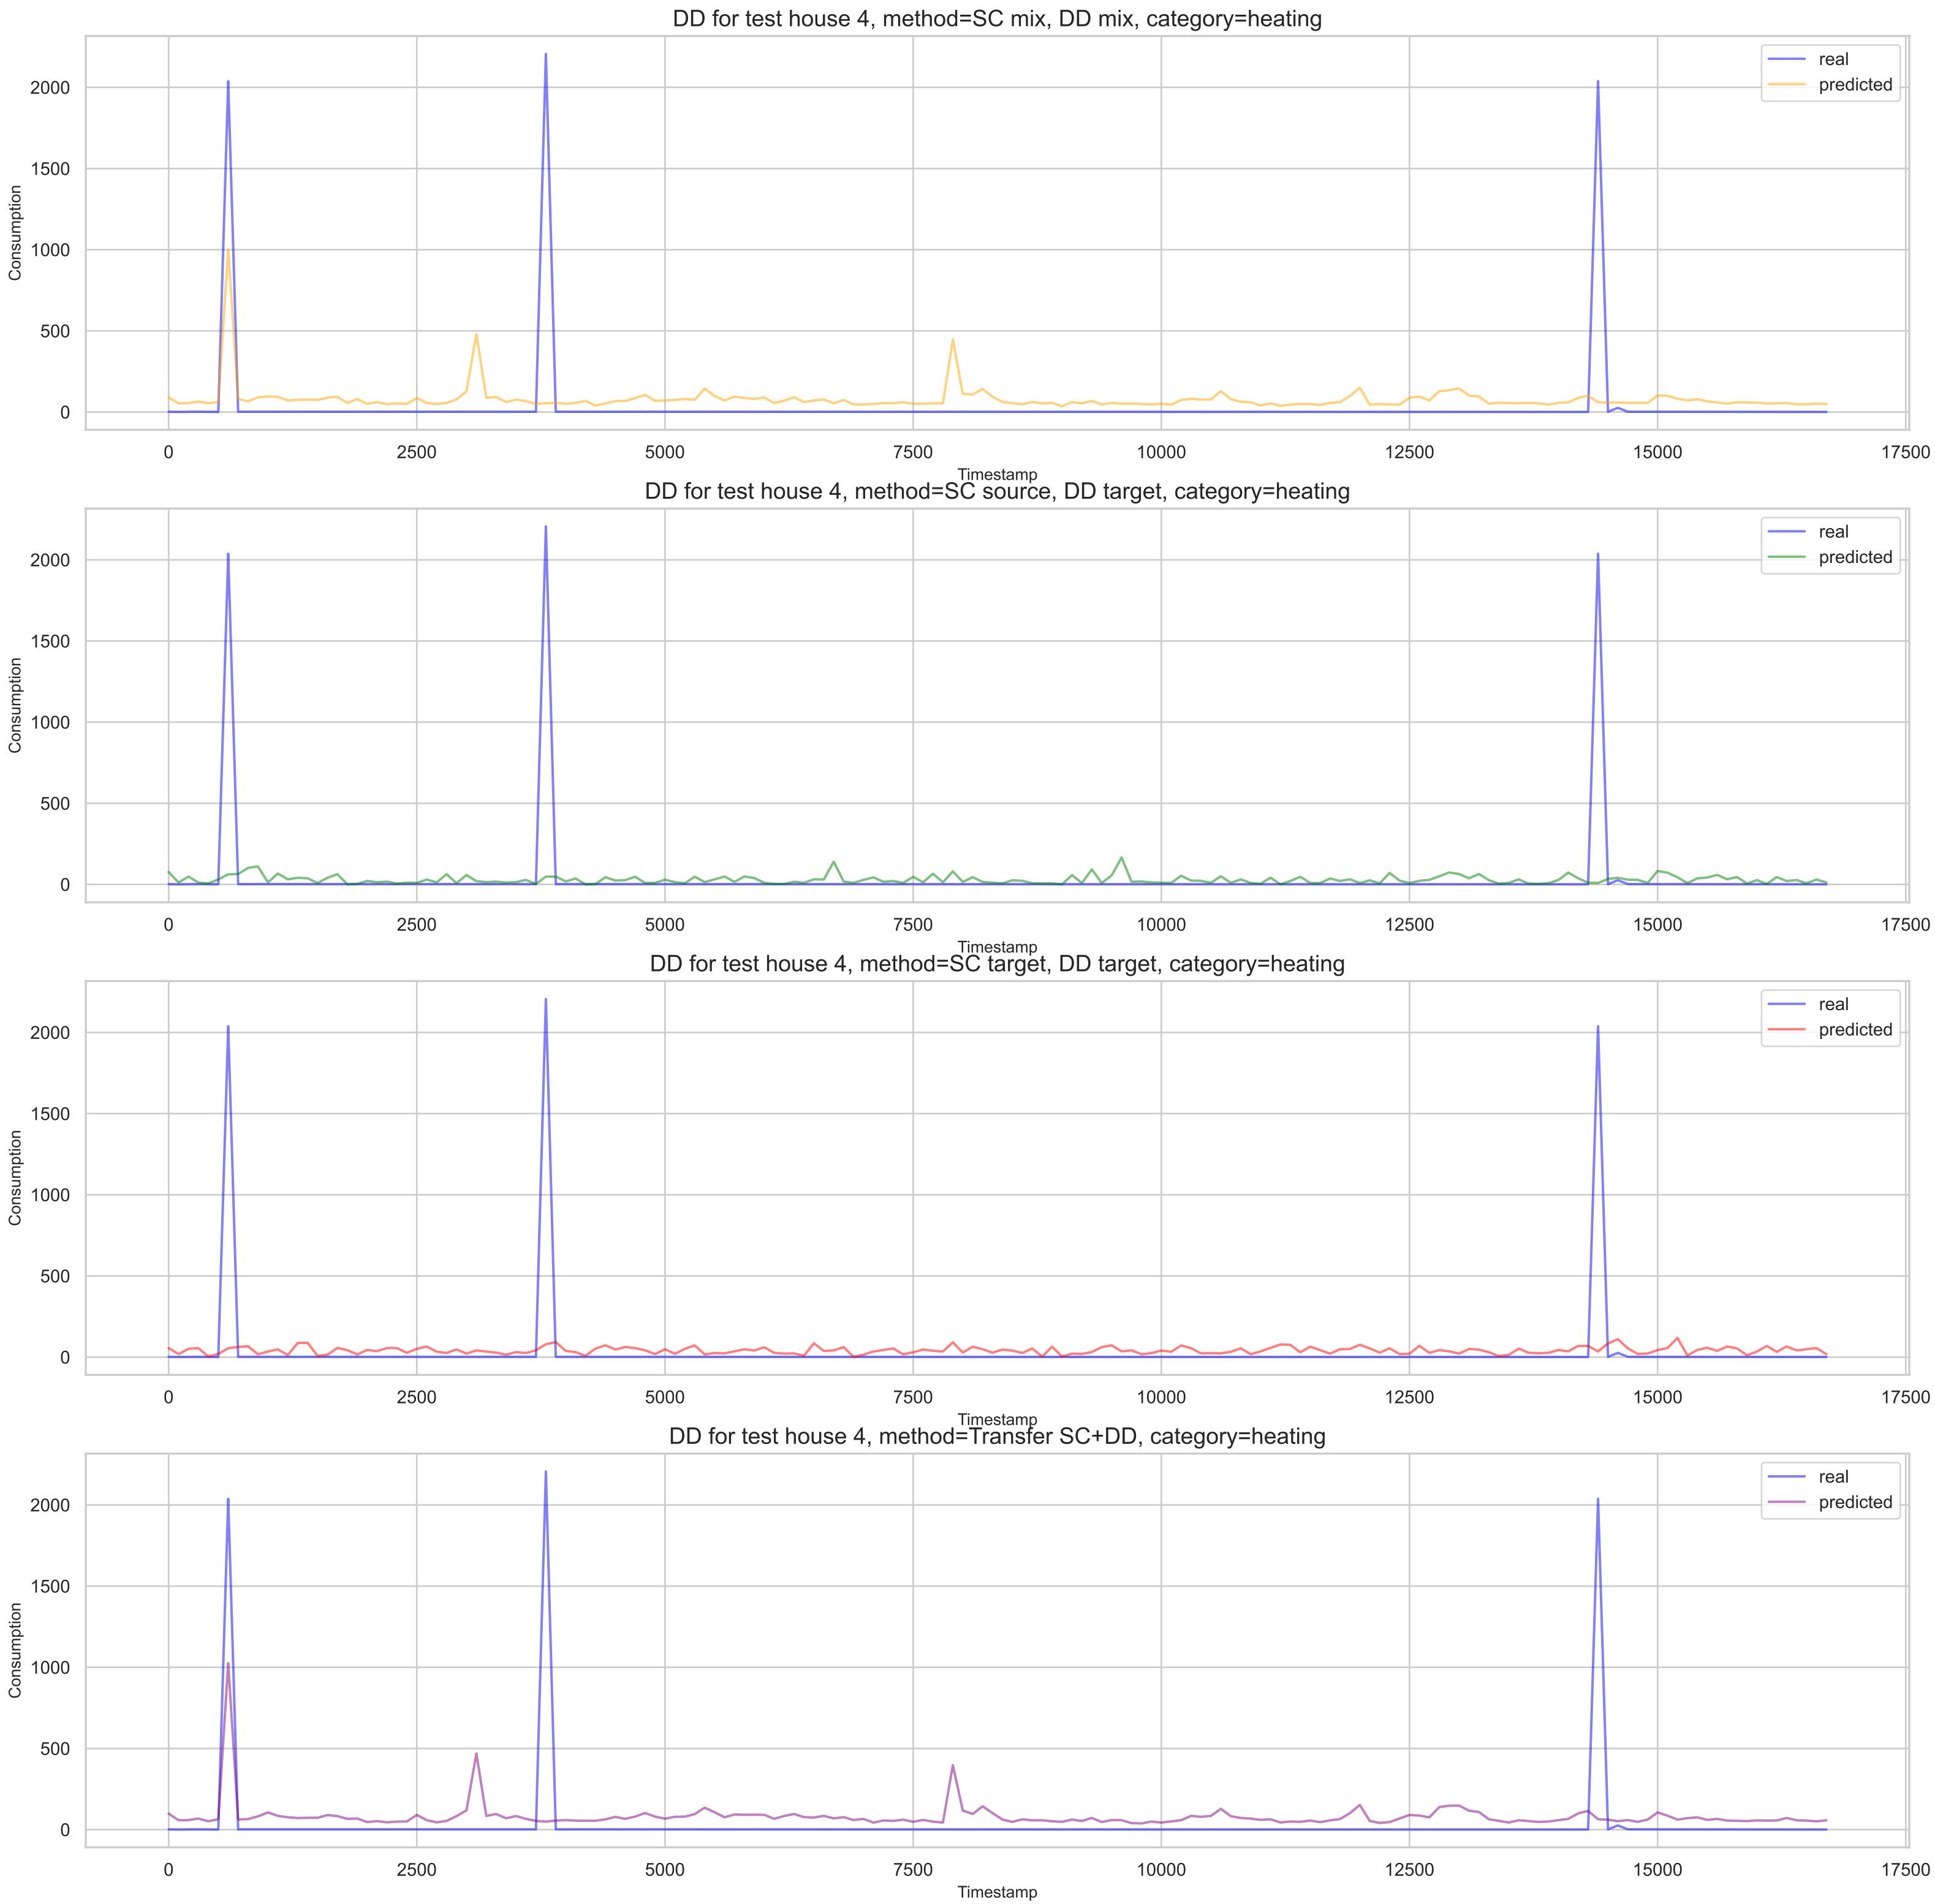 DD for test house 4, method=SC mix, DD mix, category=heating
real
predicted
2000
1500
1000
500
0
Consumption
0 2500 5000 7500 10000 12500 15000 17500
Timestamp
DD for test house 4, method=SC source, DD target, category=heating
real
predicted
2000
1500
1000
500
0
Consumption
0 2500 5000 7500 10000 12500 15000 17500
Timestamp
DD for test house 4, method=SC target, DD target, category=heating
real
predicted
2000
1500
1000
500
0
Consumption
0 2500 5000 7500 10000 12500 15000 17500
Timestamp
DD for test house 4, method=Transfer SC+DD, category=heating
real
predicted
2000
1500
1000
500
0
Consumption
0 2500 5000 7500 10000 12500 15000 17500
Timestamp